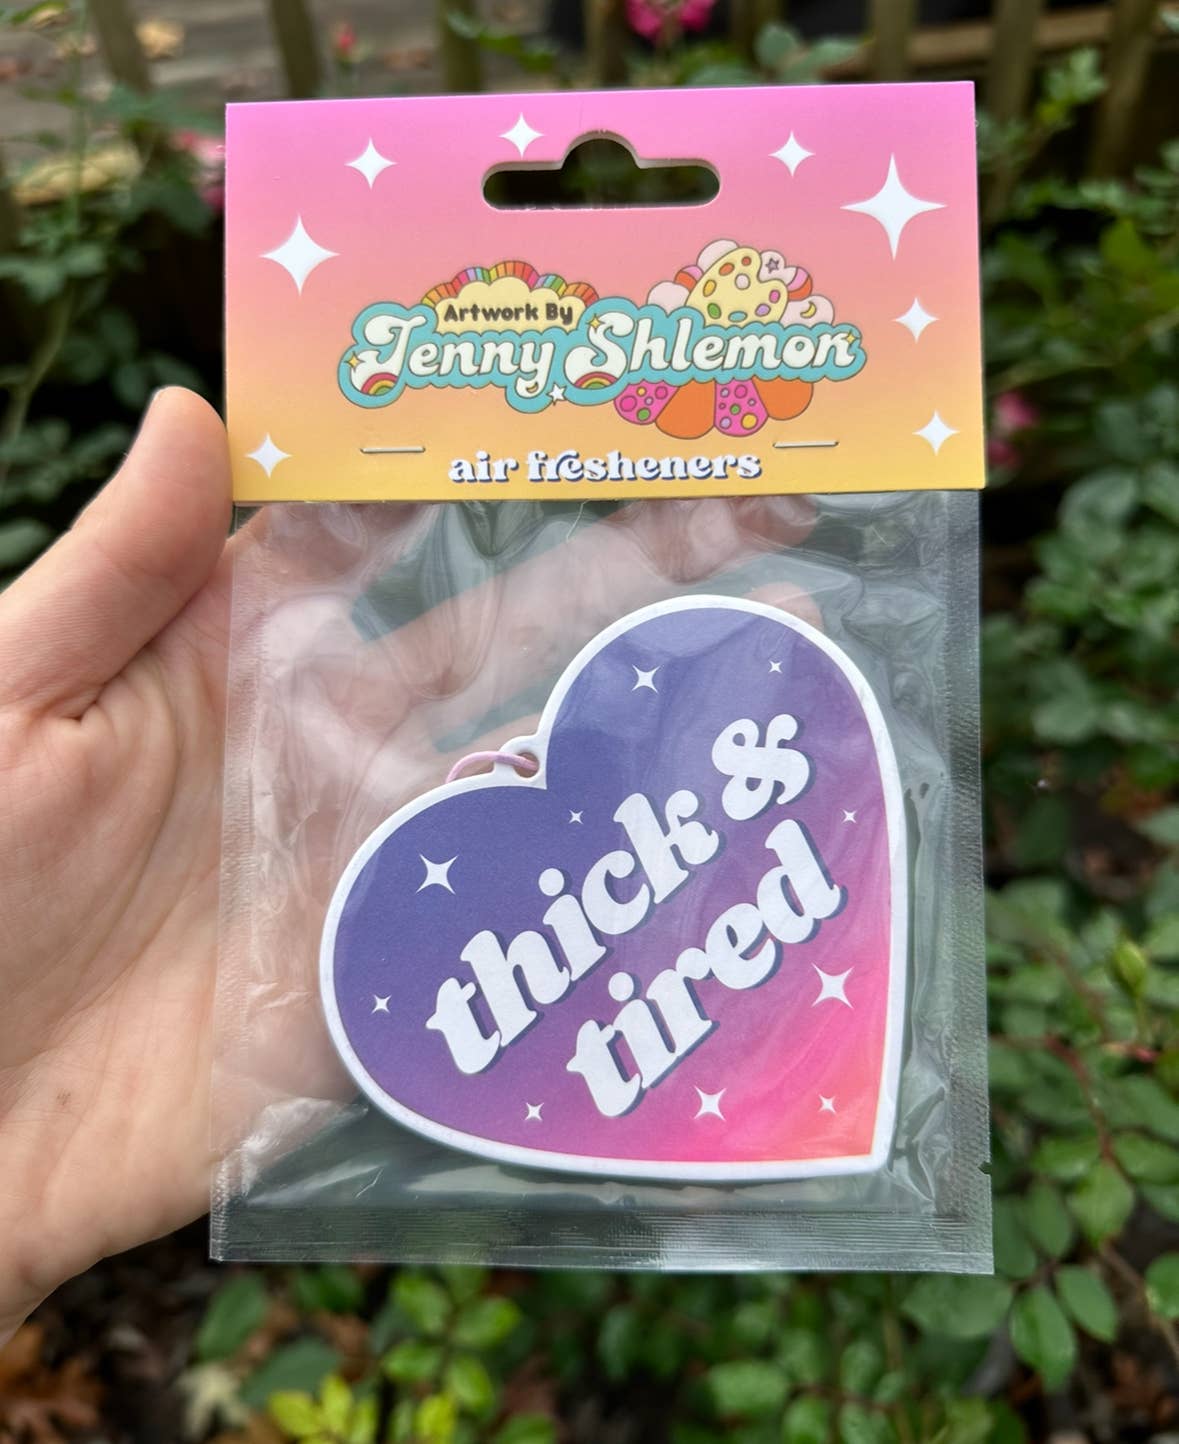 Artwork By
Jenny Shlemon
air fresheners
thick &
tired